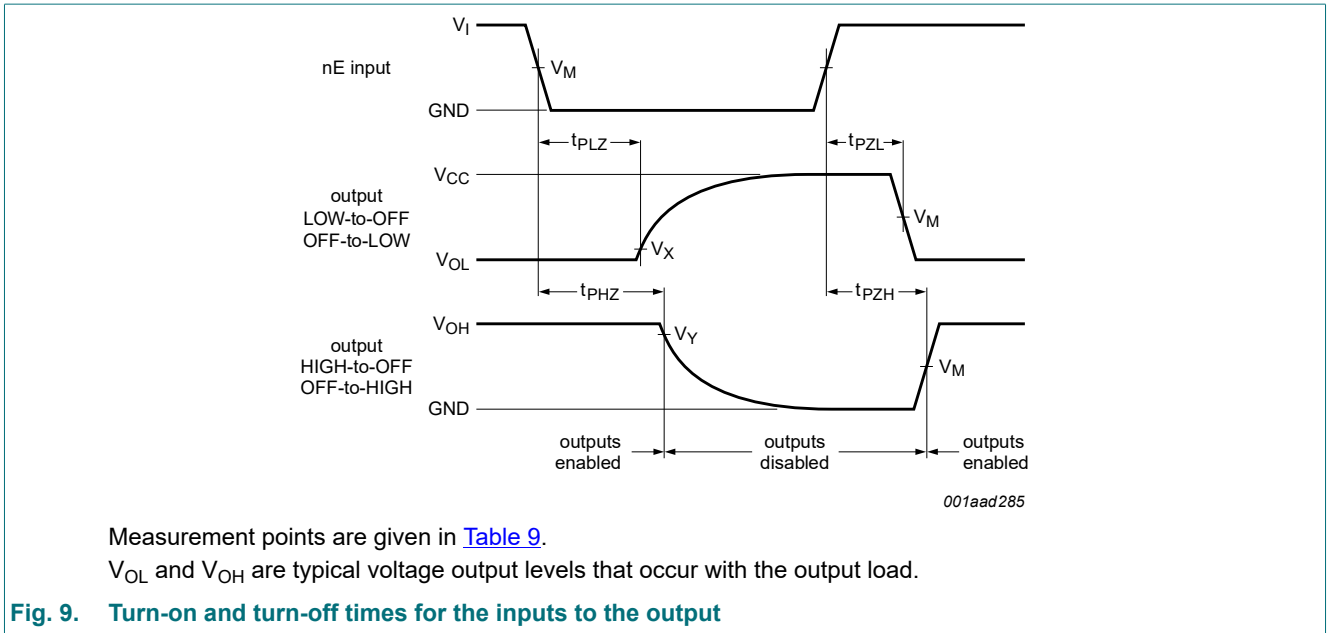 V_I
nE input
V_M
GND
t_PLZ
t_PZL
V_CC
output
LOW-to-OFF
OFF-to-LOW
V_M
V_X
V_OL
t_PHZ
t_PZH
V_OH
V_Y
output
HIGH-to-OFF
OFF-to-HIGH
V_M
GND
outputs
enabled
outputs
disabled
outputs
enabled
001aad285
Measurement points are given in Table 9.
V_OL and V_OH are typical voltage output levels that occur with the output load.
Fig. 9. Turn-on and turn-off times for the inputs to the output